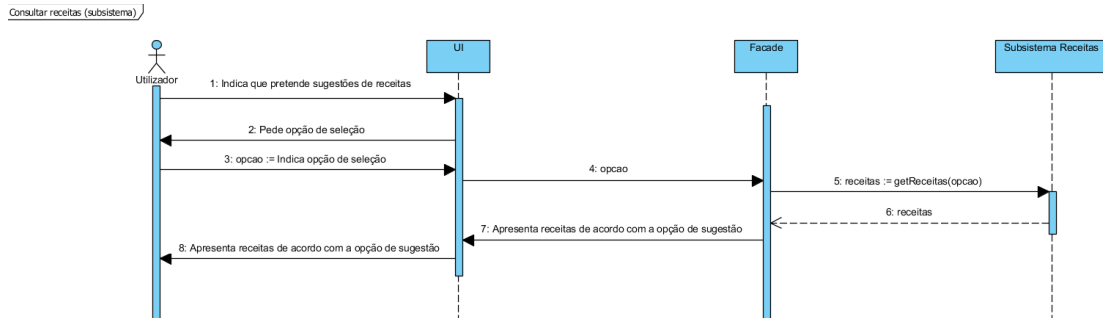 Consultar receitas (subsistema)
UI
Facade
Subsistema Receitas
Utilizador
1: Indica que pretende sugestões de receitas
2: Pede opção de seleção
3: opcao := Indica opção de seleção
4: opcao
5: receitas := getReceitas(opcao)
6: receitas
7: Apresenta receitas de acordo com a opção de sugestão
8: Apresenta receitas de acordo com a opção de sugestão